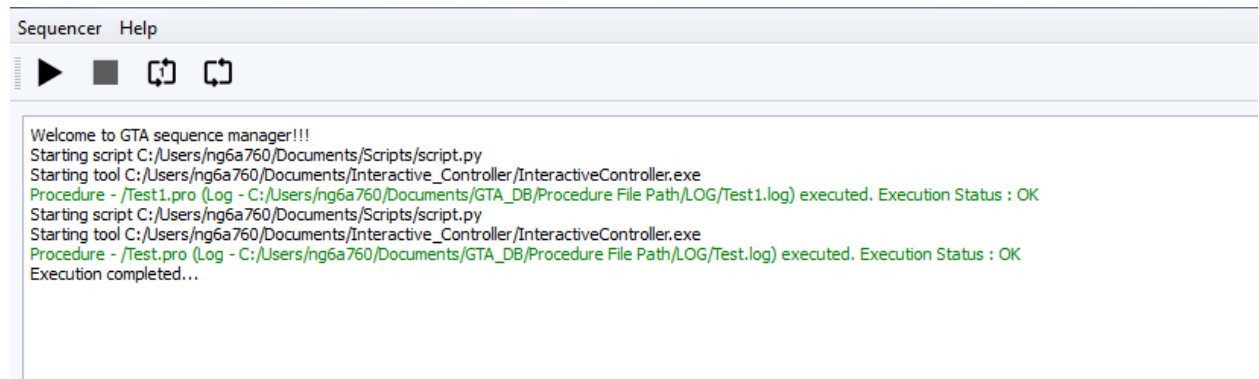 Sequencer Help
1
Welcome to GTA sequence manager!!!
Starting script C:/Users/ng6a760/Documents/Scripts/script.py
Starting tool C:/Users/ng6a760/Documents/Interactive_Controller/InteractiveController.exe
Procedure - /Test1.pro (Log - C:/Users/ng6a760/Documents/GTA_DB/Procedure File Path/LOG/Test1.log) executed. Execution Status : OK
Starting script C:/Users/ng6a760/Documents/Scripts/script.py
Starting tool C:/Users/ng6a760/Documents/Interactive_Controller/InteractiveController.exe
Procedure - /Test.pro (Log - C:/Users/ng6a760/Documents/GTA_DB/Procedure File Path/LOG/Test.log) executed. Execution Status : OK
Execution completed...